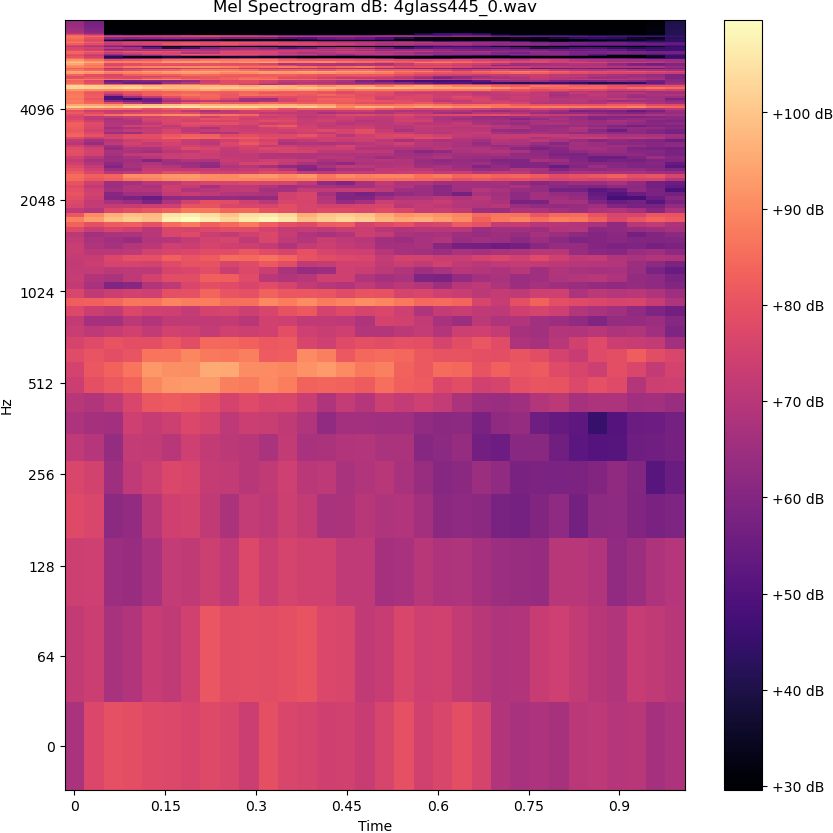 Mel Spectrogram dB: 4glass445_0.wav
4096
2048
1024
512
256
128
64
0
Hz
0 0.15 0.3 0.45 0.6 0.75 0.9
Time
+100 dB
+90 dB
+80 dB
+70 dB
+60 dB
+50 dB
+40 dB
+30 dB